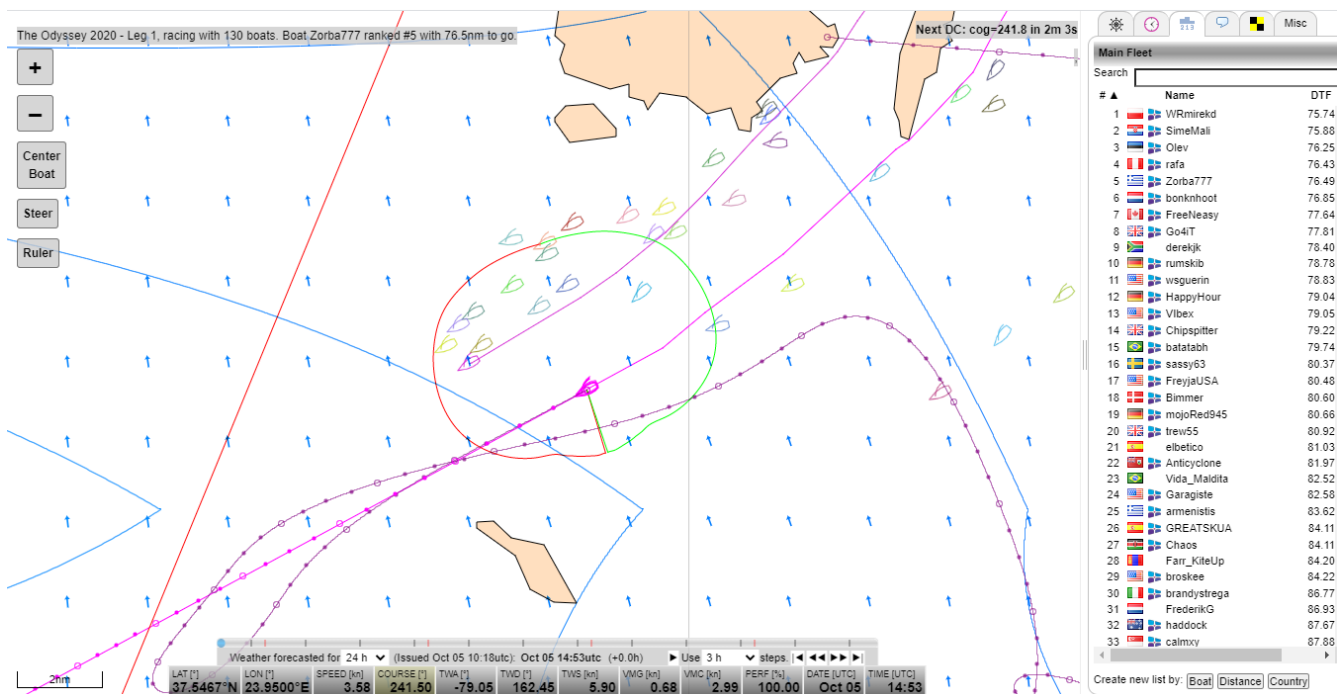 The Odyssey 2020 - Leg 1, racing with 130 boats. Boat Zorba777 ranked #5 with 76.5nm to go.
Next DC: cog=241.8 in 2m 3s
+
−
Center
Boat
Steer
Ruler
2nm
Weather forecasted for 24 h (Issued Oct 05 10:18utc): Oct 05 14:53utc (+0.0h) Use 3 h steps.
LAT [°] LON [°] SPEED [kn] COURSE [°] TWA [°] TWD [°] TWS [kn] VMG [kn] VMC [kn] PERF [%] DATE [UTC] TIME [UTC]
37.5467°N 23.9500°E 3.58 241.50 -79.05 162.45 5.90 0.68 2.99 100.00 Oct 05 14:53
213
Misc
Main Fleet
Search
# ▲ Name DTF
1 WRmirekd 75.74
2 SimeMali 75.88
3 Olev 76.25
4 rafa 76.43
5 Zorba777 76.49
6 bonknhoot 76.85
7 FreeNeasy 77.64
8 Go4iT 77.81
9 derekjk 78.40
10 rumskib 78.78
11 wsguerin 78.83
12 HappyHour 79.04
13 VIbex 79.05
14 Chipspitter 79.22
15 batatabh 79.74
16 sassy63 80.37
17 FreyjaUSA 80.48
18 Bimmer 80.60
19 mojoRed945 80.66
20 trew55 80.92
21 elbetico 81.03
22 Anticyclone 81.97
23 Vida_Maldita 82.52
24 Garagiste 82.58
25 armenistis 83.62
26 GREATSKUA 84.11
27 Chaos 84.11
28 Farr_KiteUp 84.20
29 broskee 84.22
30 brandystrega 86.77
31 FrederikG 86.93
32 haddock 87.67
33 calmxy 87.88
Create new list by: Boat Distance Country